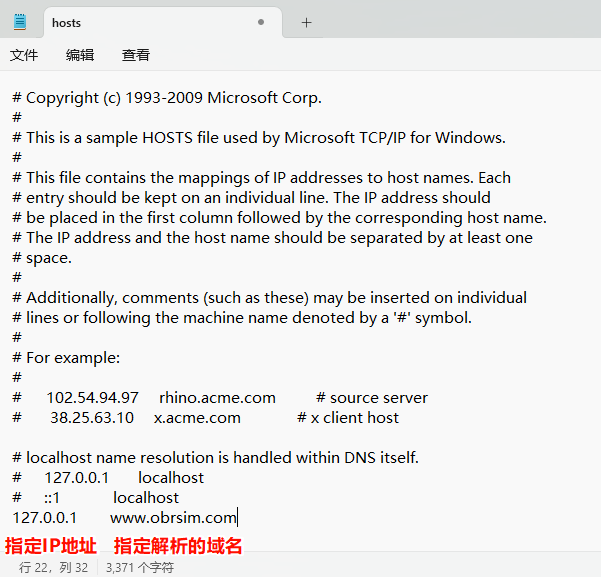 hosts
文件 编辑 查看
# Copyright (c) 1993-2009 Microsoft Corp.
#
# This is a sample HOSTS file used by Microsoft TCP/IP for Windows.
#
# This file contains the mappings of IP addresses to host names. Each
# entry should be kept on an individual line. The IP address should
# be placed in the first column followed by the corresponding host name.
# The IP address and the host name should be separated by at least one
# space.
#
# Additionally, comments (such as these) may be inserted on individual
# lines or following the machine name denoted by a '#' symbol.
#
# For example:
#
# 102.54.94.97 rhino.acme.com # source server
# 38.25.63.10 x.acme.com # x client host
# localhost name resolution is handled within DNS itself.
# 127.0.0.1 localhost
# ::1 localhost
127.0.0.1 www.obrsim.com
指定IP地址 指定解析的域名
行 22，列 32 3,371 个字符